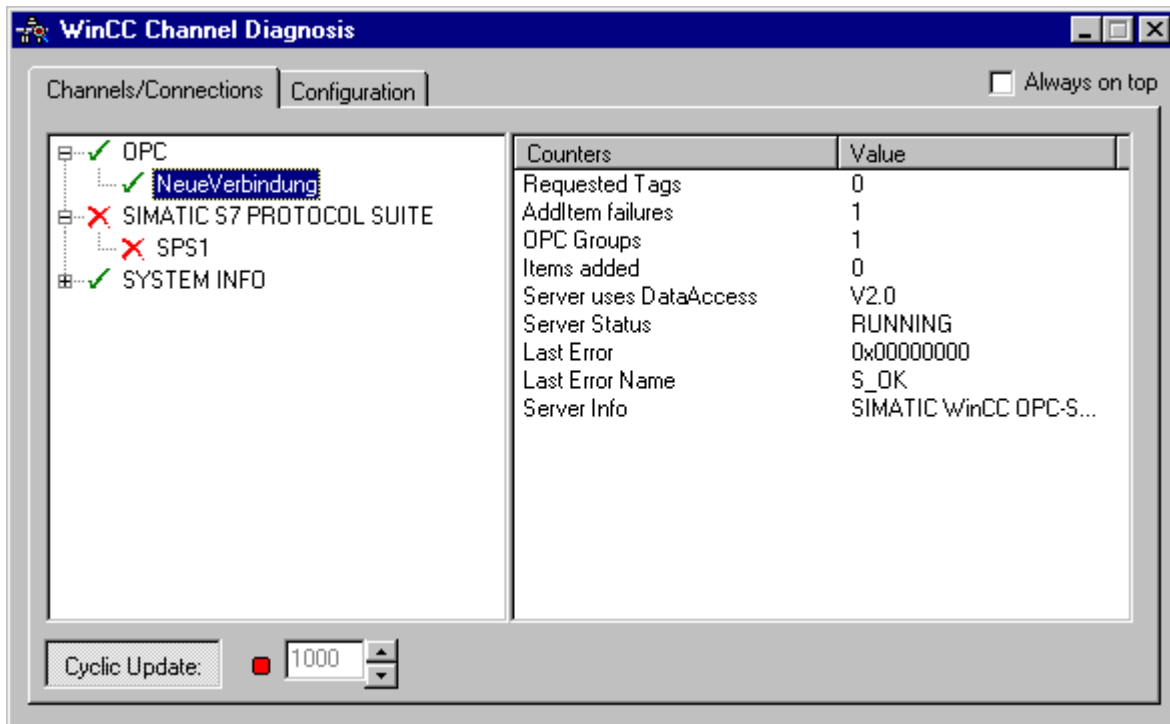 WinCC Channel Diagnosis
Channels/Connections Configuration Always on top
OPC
NeueVerbindung
SIMATIC S7 PROTOCOL SUITE
SPS1
SYSTEM INFO
Counters Value
Requested Tags 0
AddItem failures 1
OPC Groups 1
Items added 0
Server uses DataAccess V2.0
Server Status RUNNING
Last Error 0x00000000
Last Error Name S_OK
Server Info SIMATIC WinCC OPC-S...
Cyclic Update: 1000